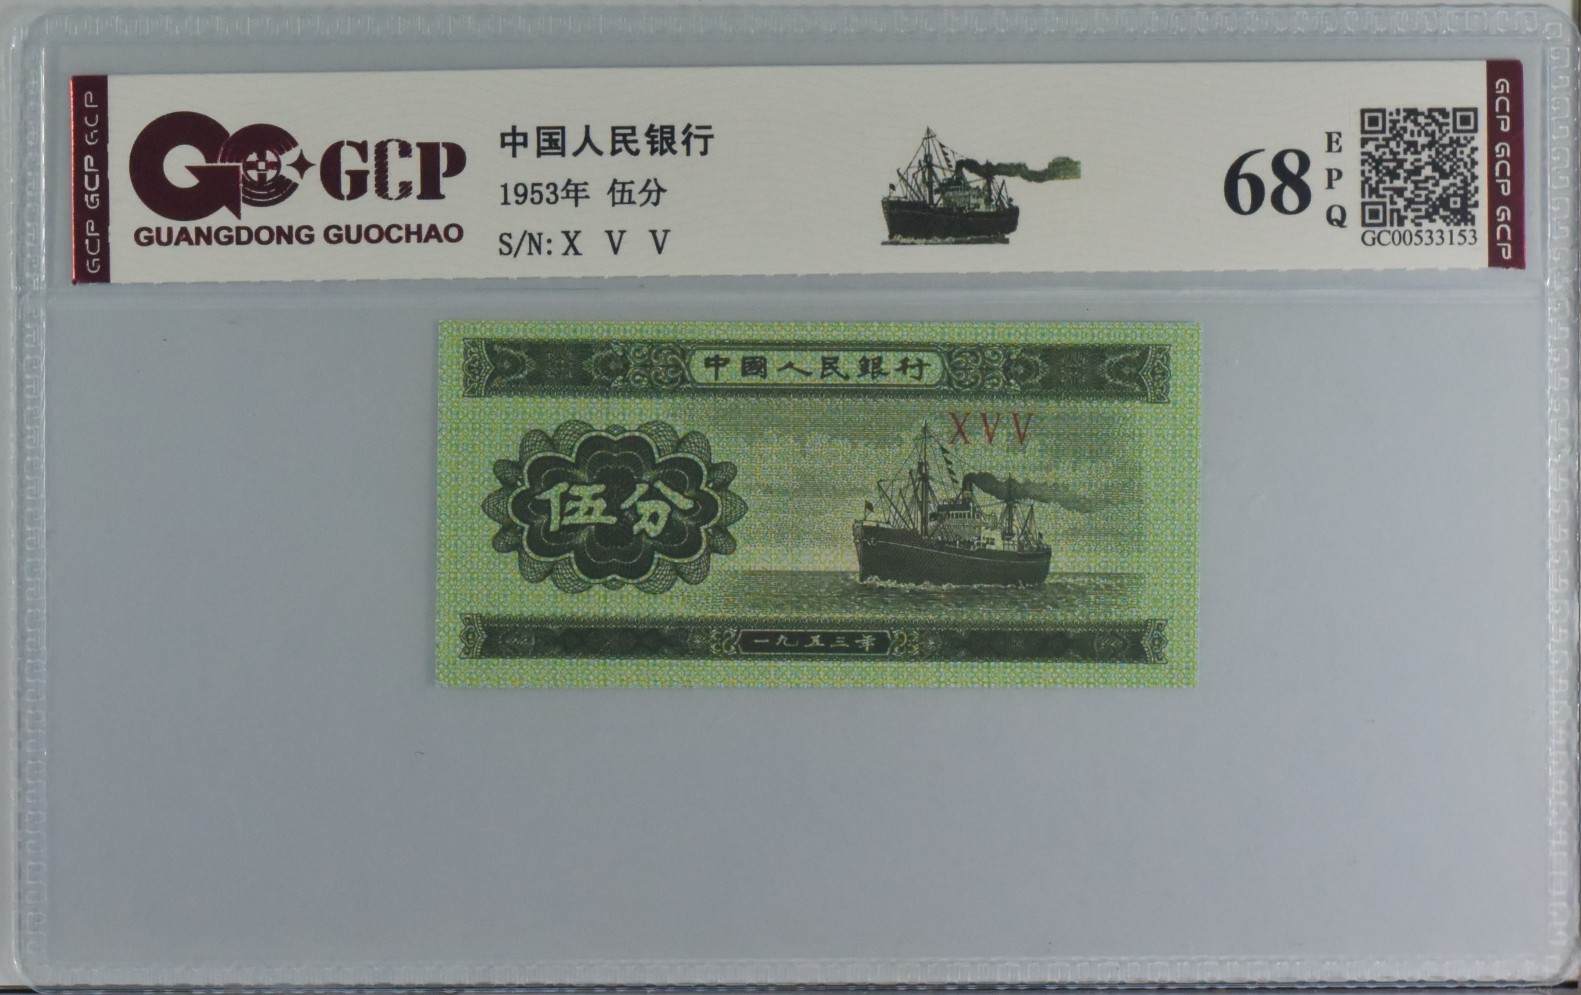 GCP GCP GCP
GCP
GUANGDONG GUOCHAO
中国人民银行
1953年 伍分
S/N: X V V
68
EPQ
GC00533153
GCP GCP GCP
中國人民銀行
XVV
伍分
一九五三年